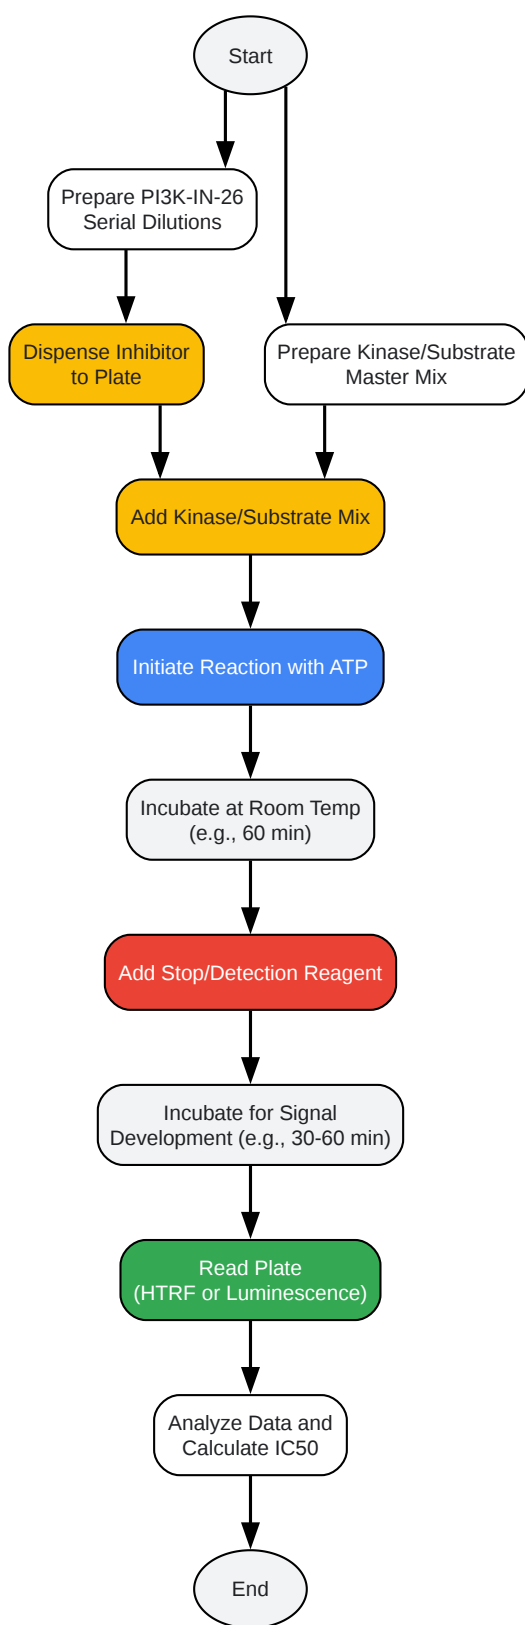 Start
Prepare PI3K-IN-26
Serial Dilutions
Dispense Inhibitor
to Plate
Prepare Kinase/Substrate
Master Mix
Add Kinase/Substrate Mix
Initiate Reaction with ATP
Incubate at Room Temp
(e.g., 60 min)
Add Stop/Detection Reagent
Incubate for Signal
Development (e.g., 30-60 min)
Read Plate
(HTRF or Luminescence)
Analyze Data and
Calculate IC50
End